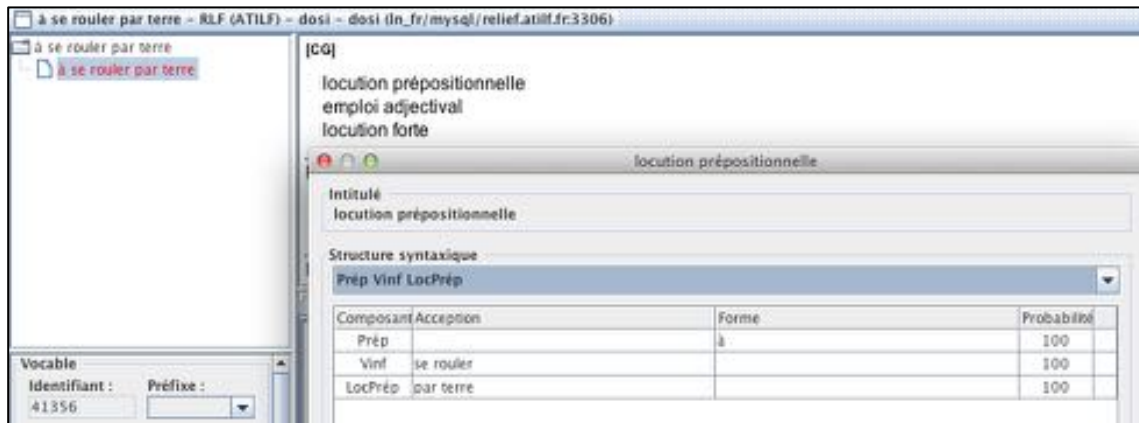 à se rouler par terre – RLF (ATILF) – dosi – dosi (ln_fr/mysql/relief.atilf.fr:3306)
à se rouler par terre
à se rouler par terre
[CG]
locution prépositionnelle
emploi adjectival
locution forte
locution prépositionnelle
Intitulé
locution prépositionnelle
Structure syntaxique
Prép Vinf LocPrép
Composant Acception Forme Probabilité
Prép à 100
Vinf se rouler 100
LocPrép par terre 100
Vocable
Identifiant : Préfixe :
41356